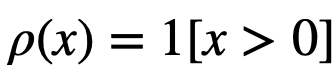 ρ(x) = 1[x > 0]